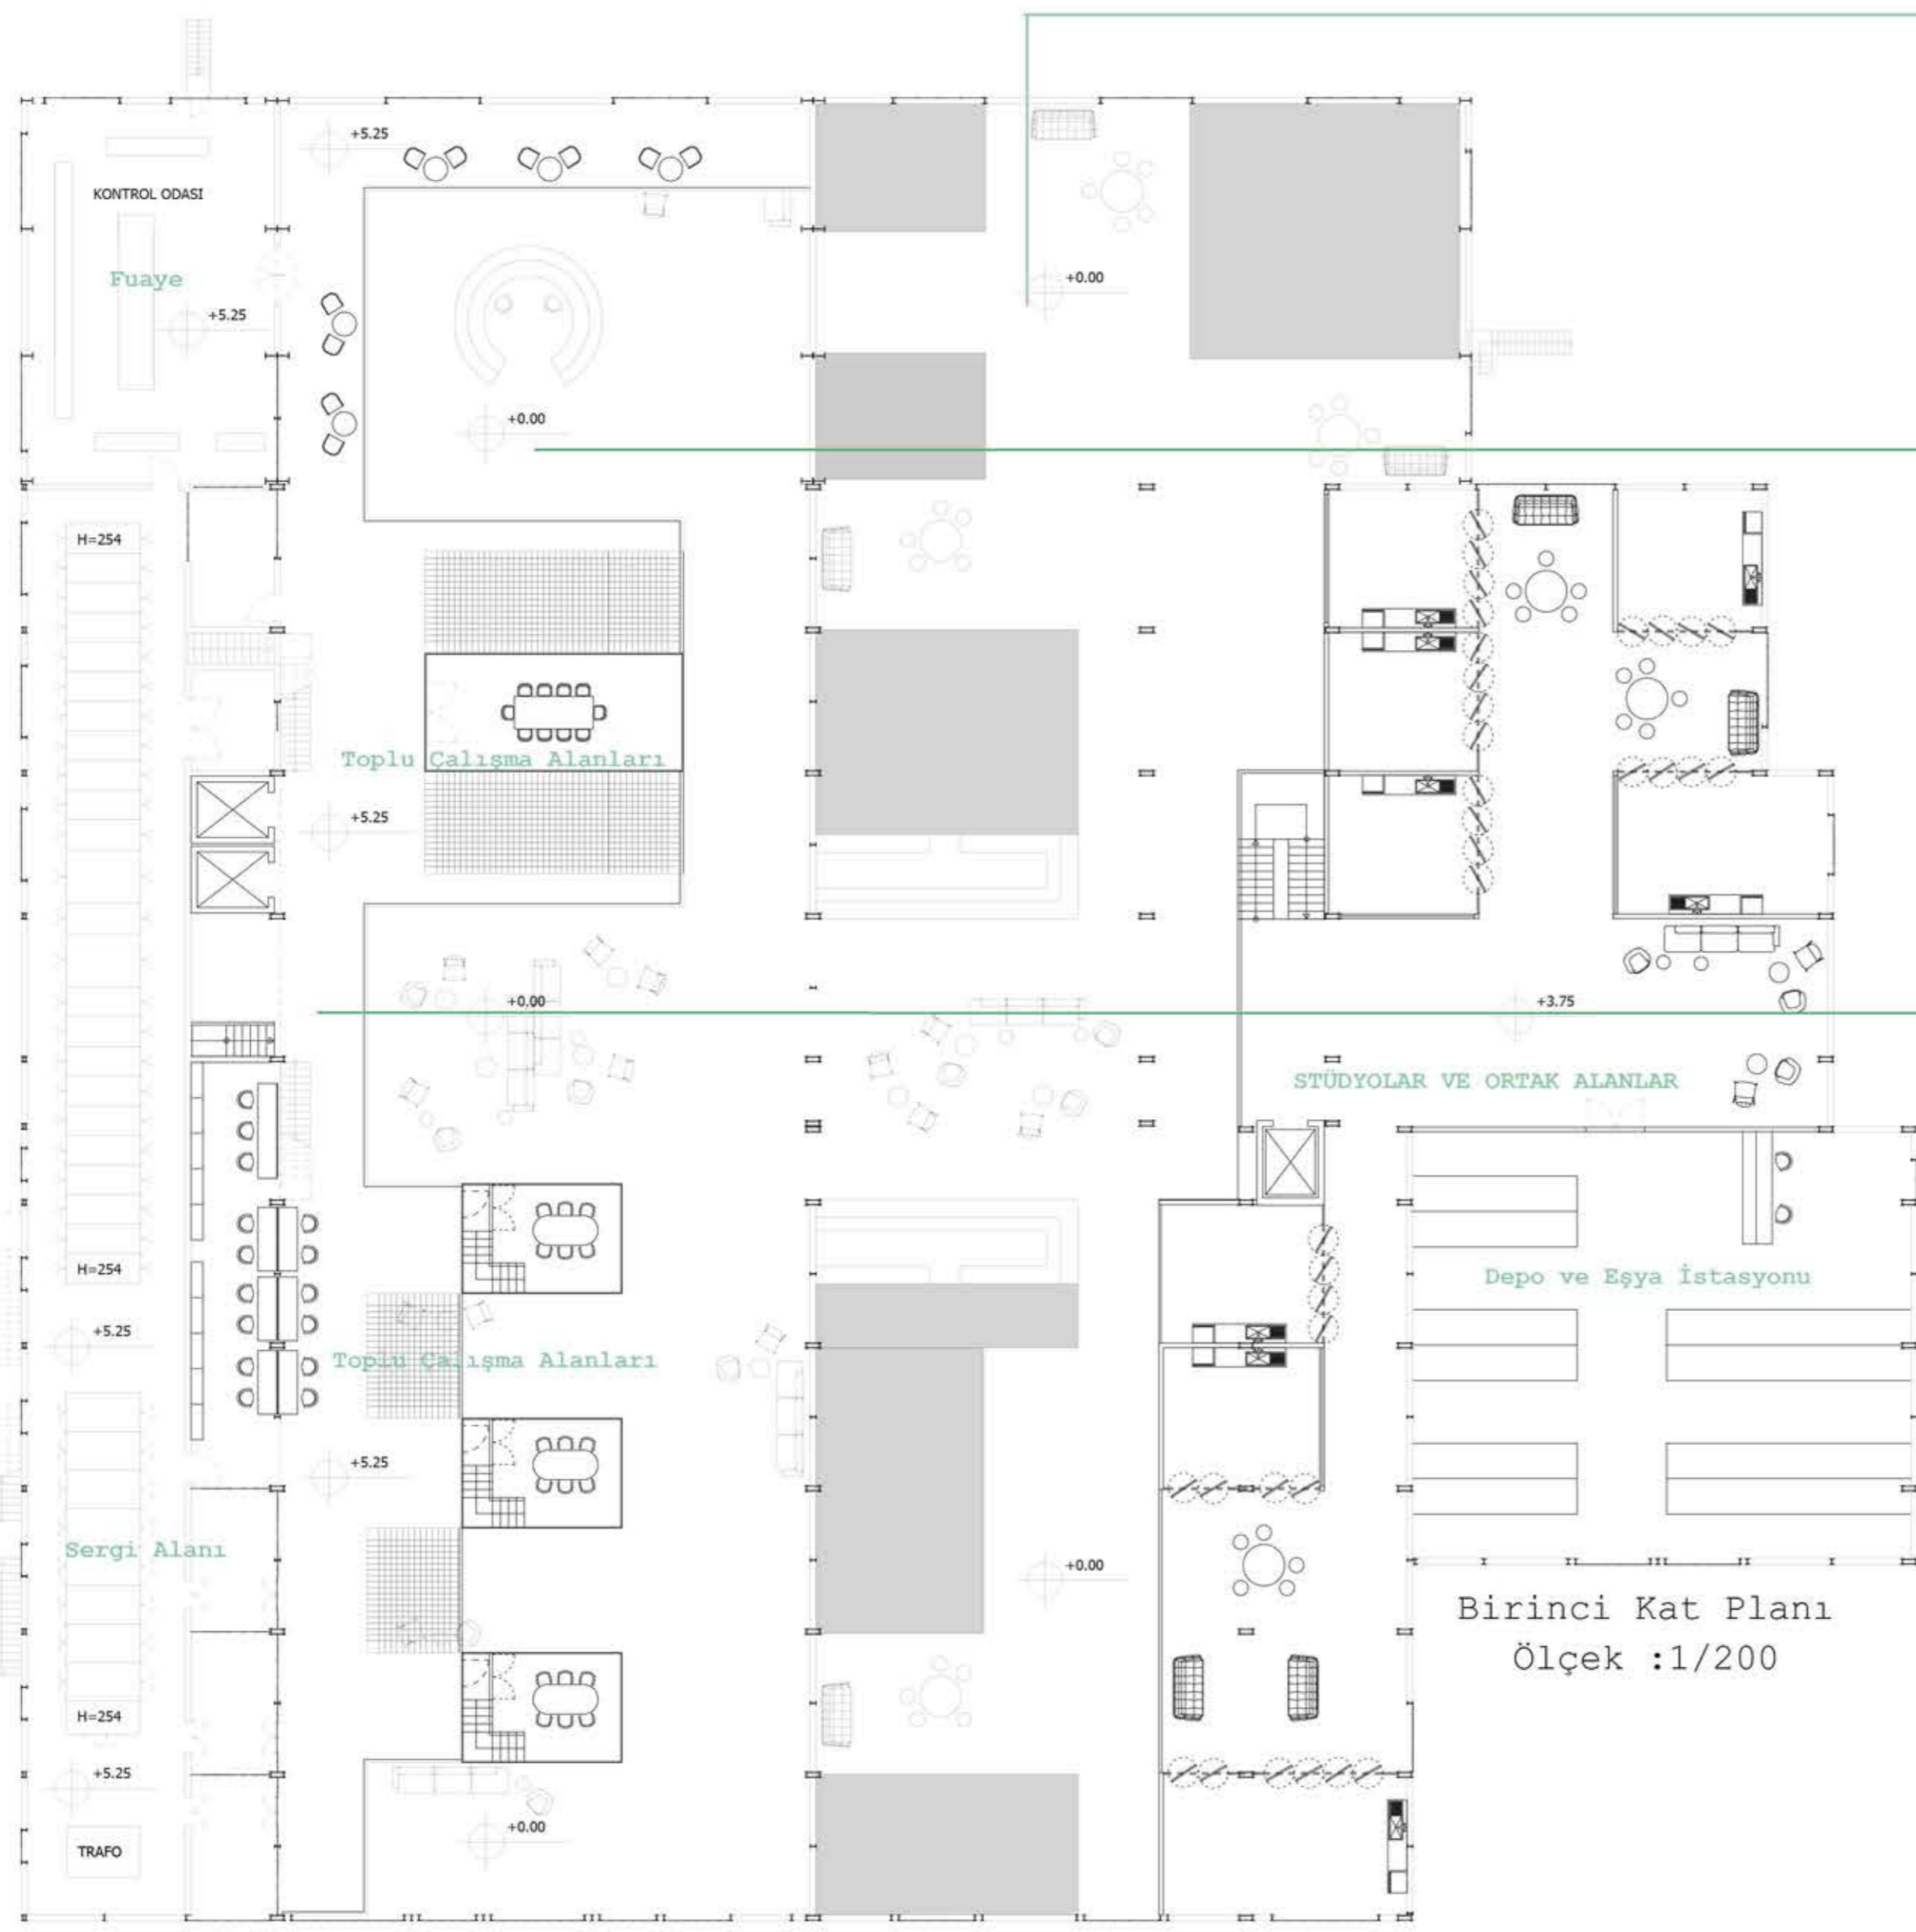 +5.25
KONTROL ODASI
Fuaye
+0.00
+5.25
+0.00
H=254
Toplu Çalışma Alanları
+5.25
+0.00
+3.75
STÜDYOLAR VE ORTAK ALANLAR
H=254
Depo ve Eşya İstasyonu
+5.25
Toplu Çalışma Alanları
+5.25
Sergi Alanı
+0.00
Birinci Kat Planı
Ölçek :1/200
H=254
+5.25
+0.00
TRAFO